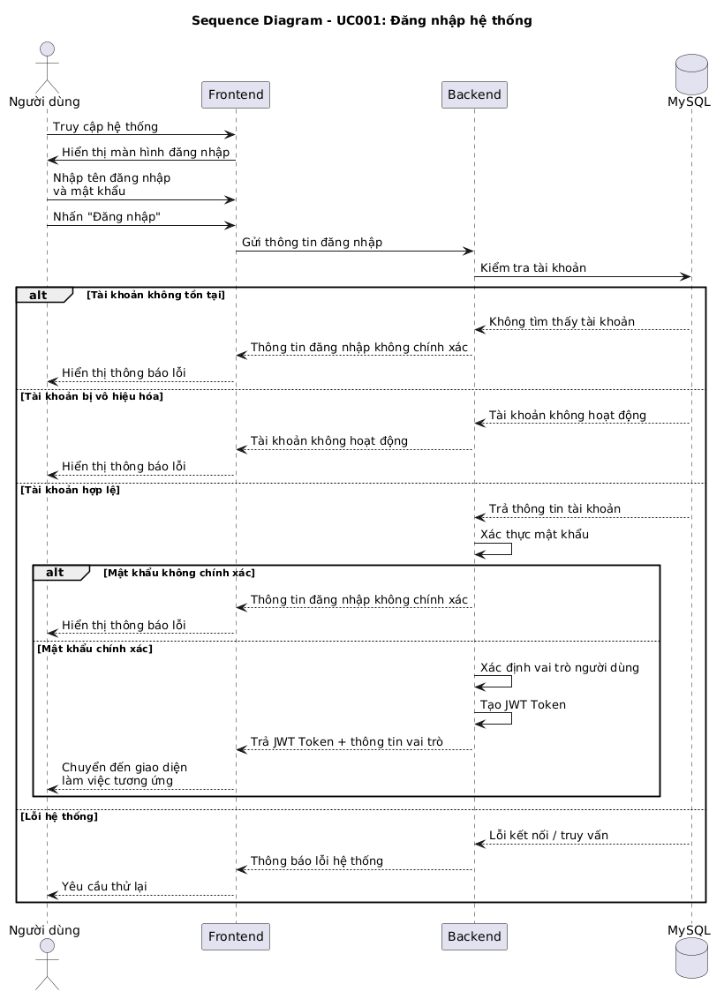 Sequence Diagram - UC001: Đăng nhập hệ thống
Người dùng
Frontend
Backend
MySQL
Truy cập hệ thống
Hiển thị màn hình đăng nhập
Nhập tên đăng nhập
và mật khẩu
Nhấn "Đăng nhập"
Gửi thông tin đăng nhập
Kiểm tra tài khoản
alt [Tài khoản không tồn tại]
Không tìm thấy tài khoản
Thông tin đăng nhập không chính xác
Hiển thị thông báo lỗi
[Tài khoản bị vô hiệu hóa]
Tài khoản không hoạt động
Tài khoản không hoạt động
Hiển thị thông báo lỗi
[Tài khoản hợp lệ]
Trả thông tin tài khoản
Xác thực mật khẩu
alt [Mật khẩu không chính xác]
Thông tin đăng nhập không chính xác
Hiển thị thông báo lỗi
[Mật khẩu chính xác]
Xác định vai trò người dùng
Tạo JWT Token
Trả JWT Token + thông tin vai trò
Chuyển đến giao diện
làm việc tương ứng
[Lỗi hệ thống]
Lỗi kết nối / truy vấn
Thông báo lỗi hệ thống
Yêu cầu thử lại
Người dùng
Frontend
Backend
MySQL